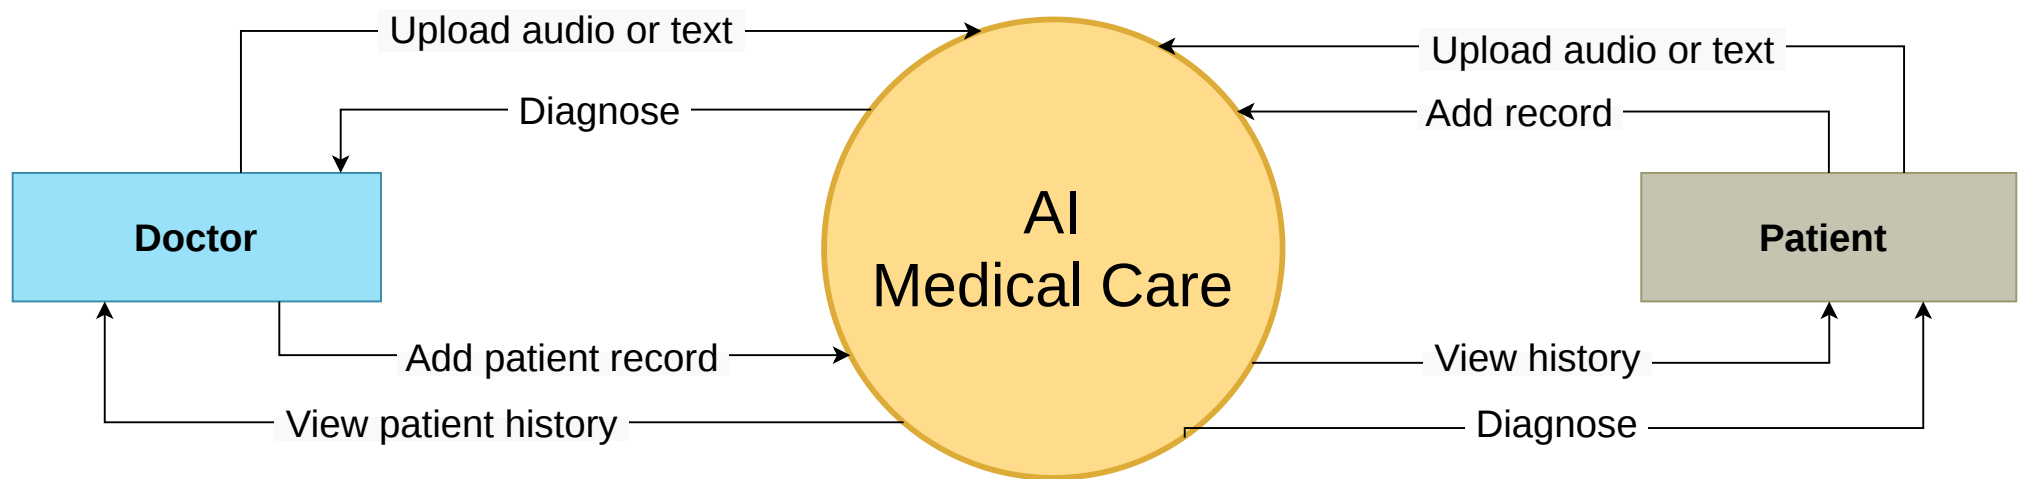 Upload audio or text
Upload audio or text
Diagnose
Add record
Doctor
AI
Medical Care
Patient
Add patient record
View history
View patient history
Diagnose